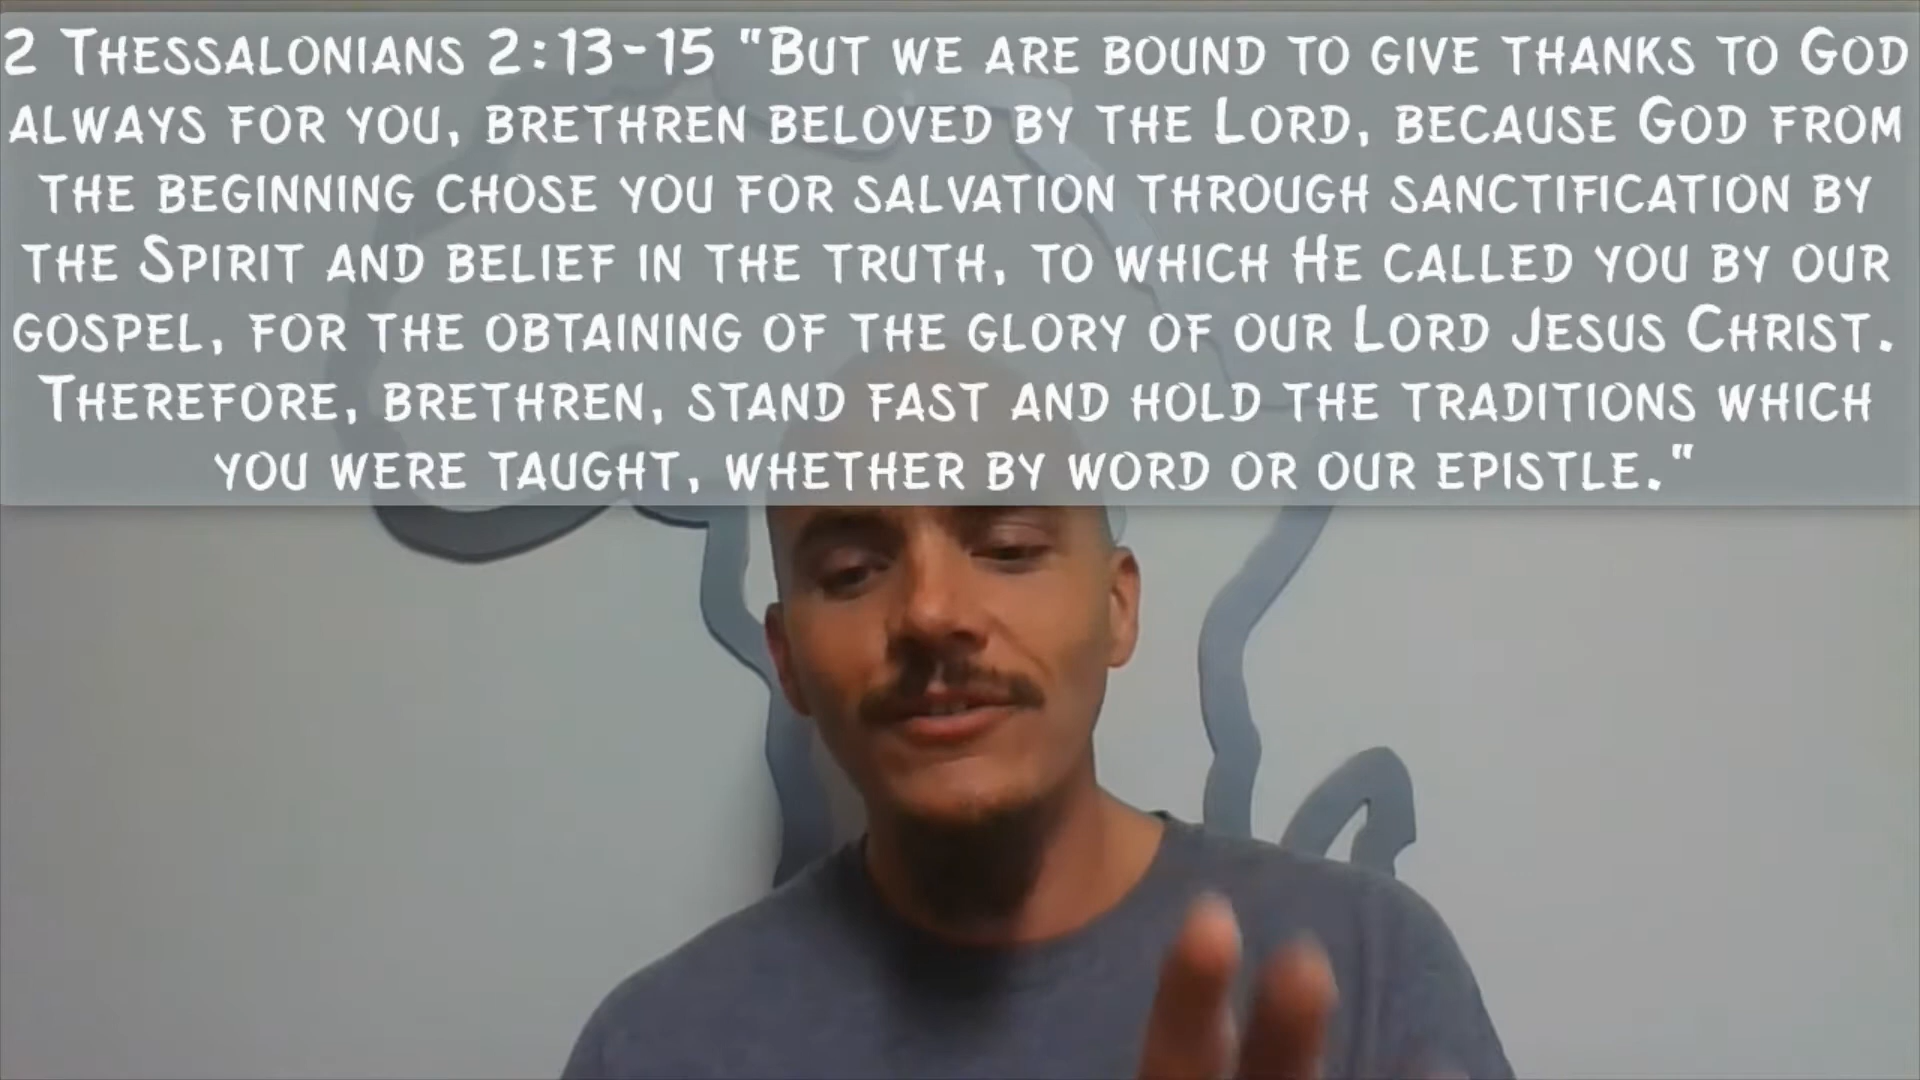 2 Thessalonians 2:13-15 "But we are bound to give thanks to God
always for you, brethren beloved by the Lord, because God from
the beginning chose you for salvation through sanctification by
the Spirit and belief in the truth, to which He called you by our
gospel, for the obtaining of the glory of our Lord Jesus Christ.
Therefore, brethren, stand fast and hold the traditions which
you were taught, whether by word or our epistle."